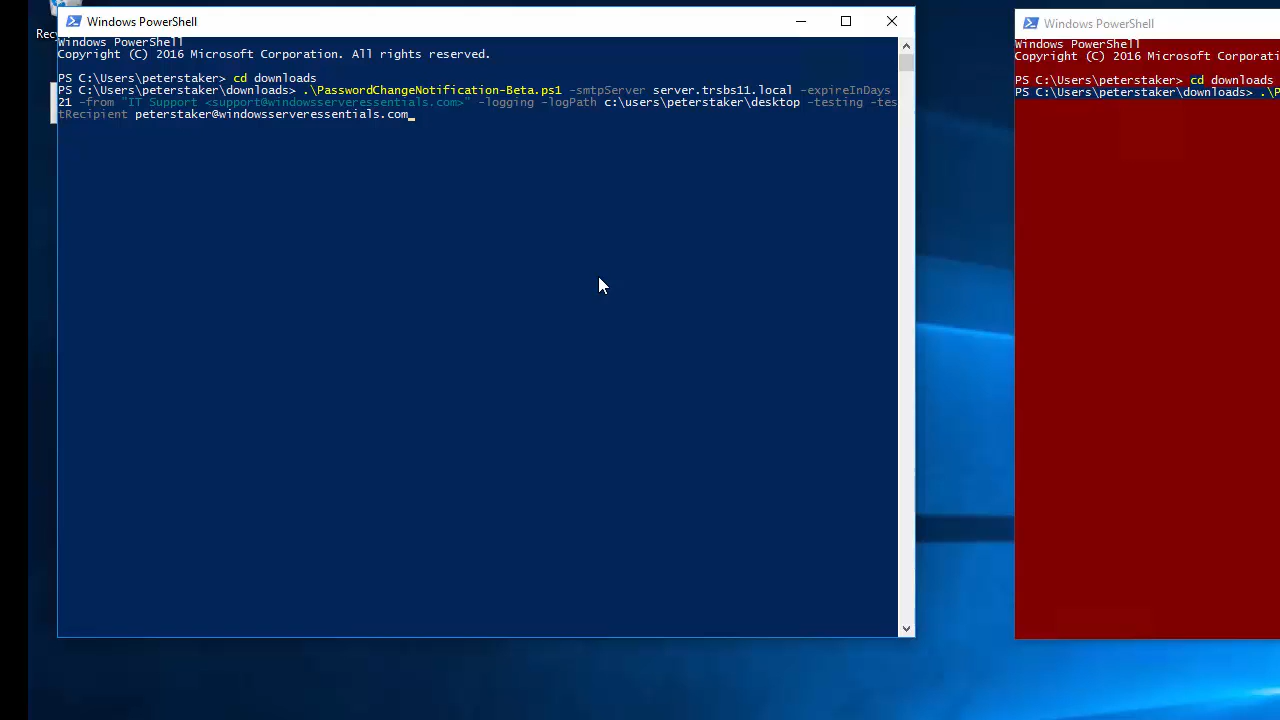 Recy
Windows PowerShell
Windows PowerShell
Copyright (C) 2016 Microsoft Corporation. All rights reserved.
PS C:\Users\peterstaker> cd downloads
PS C:\Users\peterstaker\downloads> .\PasswordChangeNotification-Beta.ps1 -smtpServer server.trsbs11.local -expireInDays
21 -from "IT Support <support@windowsserveressentials.com>" -logging -logPath c:\users\peterstaker\desktop -testing -tes
tRecipient peterstaker@windowsserveressentials.com
Windows PowerShell
Windows PowerShell
Copyright (C) 2016 Microsoft Corporati
PS C:\Users\peterstaker> cd downloads
PS C:\Users\peterstaker\downloads> .\P